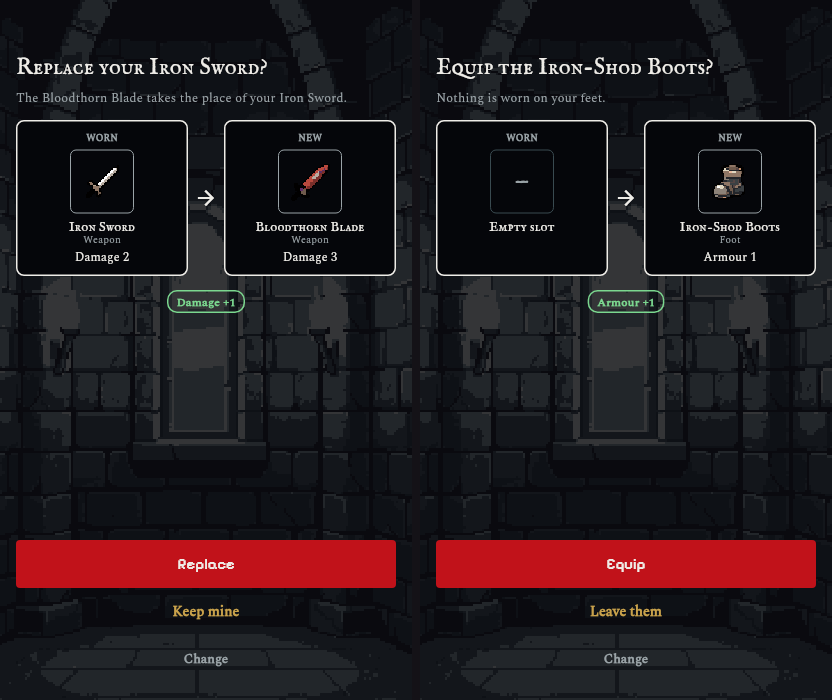 Replace your Iron Sword?
The Bloodthorn Blade takes the place of your Iron Sword.
WORN
Iron Sword
Weapon
Damage 2
→
NEW
Bloodthorn Blade
Weapon
Damage 3
Damage +1
Replace
Keep mine
Change
Equip the Iron-Shod Boots?
Nothing is worn on your feet.
WORN
—
Empty slot
→
NEW
Iron-Shod Boots
Foot
Armour 1
Armour +1
Equip
Leave them
Change